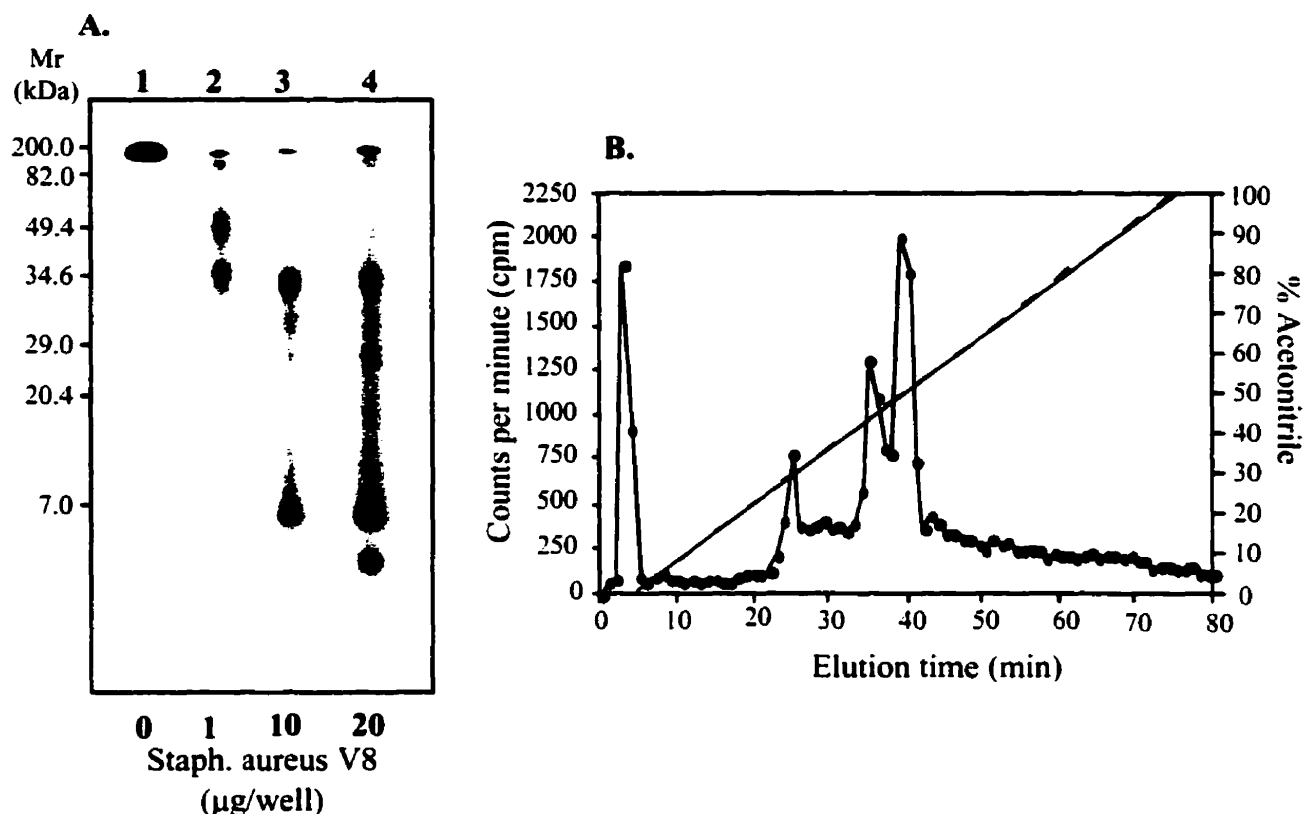 A.
Mr
(kDa)
1 2 3 4
200.0
82.0
49.4
34.6
29.0
20.4
7.0
0 1 10 20
Staph. aureus V8
(µg/well)
B.
Counts per minute (cpm)
2250
2000
1750
1500
1250
1000
750
500
250
0
100
90
80
70
60
50
40
30
20
10
0
% Acetonitrile
0 10 20 30 40 50 60 70 80
Elution time (min)